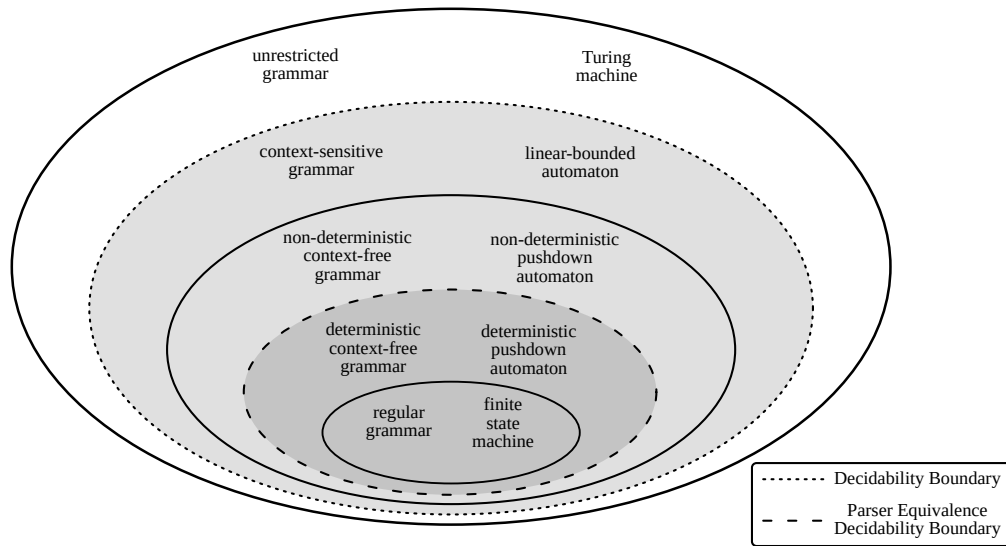 unrestricted
grammar
Turing
machine
context-sensitive
grammar
linear-bounded
automaton
non-deterministic
context-free
grammar
non-deterministic
pushdown
automaton
deterministic
context-free
grammar
deterministic
pushdown
automaton
regular
grammar
finite
state
machine
Decidability Boundary
Parser Equivalence
Decidability Boundary